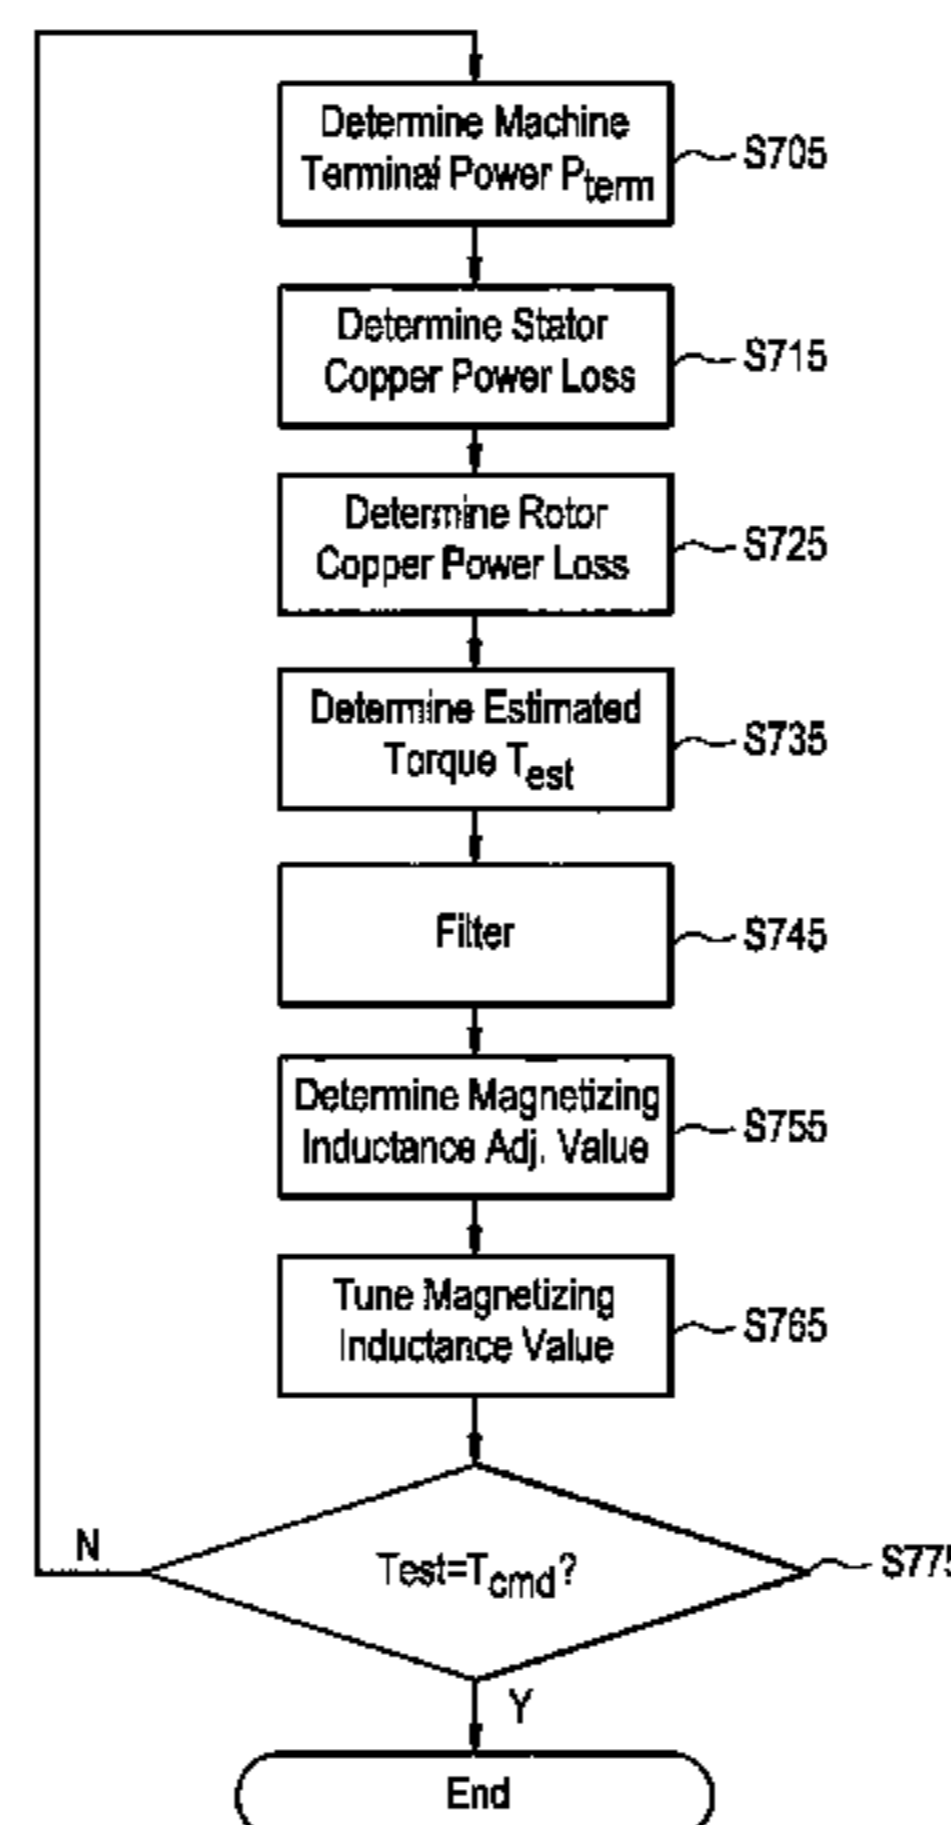 Determine Machine
Terminal Power Pterm
S705
Determine Stator
Copper Power Loss
S715
Determine Rotor
Copper Power Loss
S725
Determine Estimated
Torque Test
S735
Filter
S745
Determine Magnetizing
Inductance Adj. Value
S755
Tune Magnetizing
Inductance Value
S765
N
Test=Tcmd?
S775
Y
End